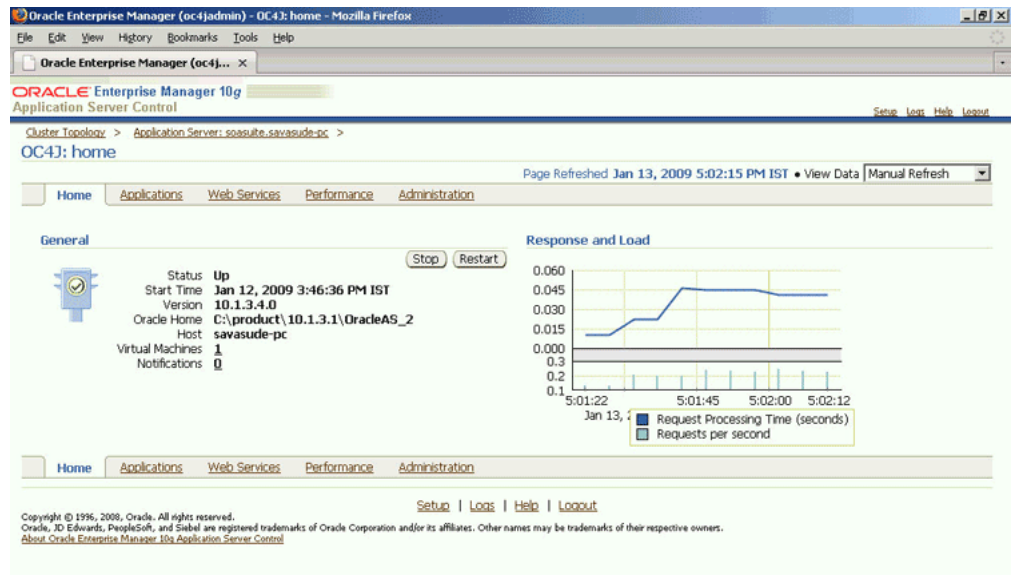 Oracle Enterprise Manager (oc4jadmin) - OC4J: home - Mozilla Firefox
File Edit View History Bookmarks Tools Help
Oracle Enterprise Manager (oc4j...
ORACLE Enterprise Manager 10g
Application Server Control
Setup Logs Help Logout
Cluster Topology > Application Server: soasuite.savasude-pc >
OC4J: home
Page Refreshed Jan 13, 2009 5:02:15 PM IST • View Data Manual Refresh
Home Applications Web Services Performance Administration
General
Stop Restart
Status Up
Start Time Jan 12, 2009 3:46:36 PM IST
Version 10.1.3.4.0
Oracle Home C:\product\10.1.3.1\OracleAS_2
Host savasude-pc
Virtual Machines 1
Notifications 0
Response and Load
0.060
0.045
0.030
0.015
0.000
0.3
0.2
0.1
5:01:22 5:01:45 5:02:00 5:02:12
Jan 13,
Request Processing Time (seconds)
Requests per second
Home Applications Web Services Performance Administration
Setup | Logs | Help | Logout
Copyright © 1996, 2008, Oracle. All rights reserved.
Oracle, JD Edwards, PeopleSoft, and Siebel are registered trademarks of Oracle Corporation and/or its affiliates. Other names may be trademarks of their respective owners.
About Oracle Enterprise Manager 10g Application Server Control